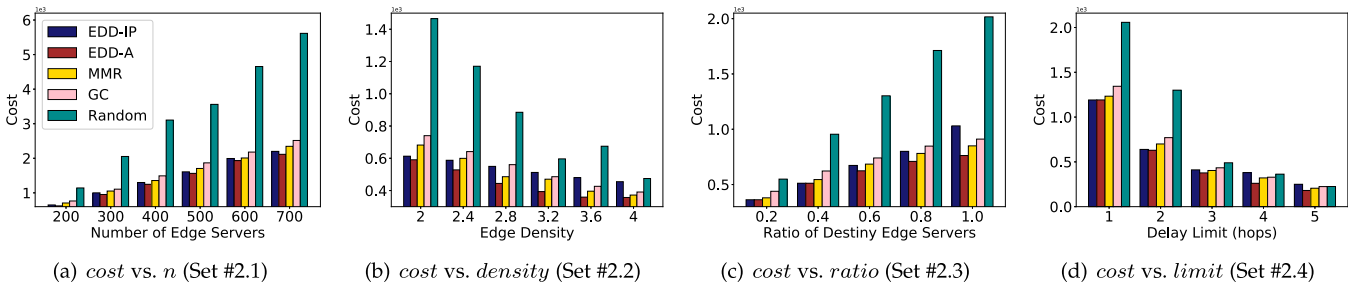 1e3
6
5
4
3
2
1
Cost
EDD-IP
EDD-A
MMR
GC
Random
200 300 400 500 600 700
Number of Edge Servers
(a) cost vs. n (Set #2.1)
1e3
1.4
1.2
1.0
0.8
0.6
0.4
Cost
2 2.4 2.8 3.2 3.6 4
Edge Density
(b) cost vs. density (Set #2.2)
1e3
2.0
1.5
1.0
0.5
Cost
0.2 0.4 0.6 0.8 1.0
Ratio of Destiny Edge Servers
(c) cost vs. ratio (Set #2.3)
1e3
2.0
1.5
1.0
0.5
0.0
Cost
1 2 3 4 5
Delay Limit (hops)
(d) cost vs. limit (Set #2.4)